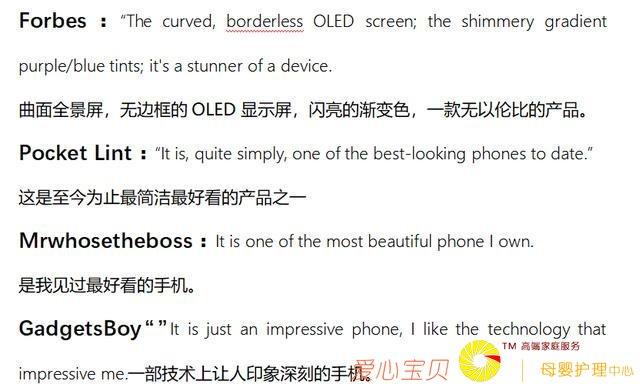 Forbes ：“The curved, borderless OLED screen; the shimmery gradient
purple/blue tints; it's a stunner of a device.
曲面全景屏，无边框的 OLED 显示屏，闪亮的渐变色，一款无以伦比的产品。
Pocket Lint：“It is, quite simply, one of the best-looking phones to date.”
这是至今为止最简洁最好看的产品之一
Mrwhosetheboss：It is one of the most beautiful phone I own.
是我见过最好看的手机。
GadgetsBoy“ ”It is just an impressive phone, I like the technology that
impressive me.一部技术上让人印象深刻的手机。
爱心宝贝
TM 高端家庭服务
母婴护理中心